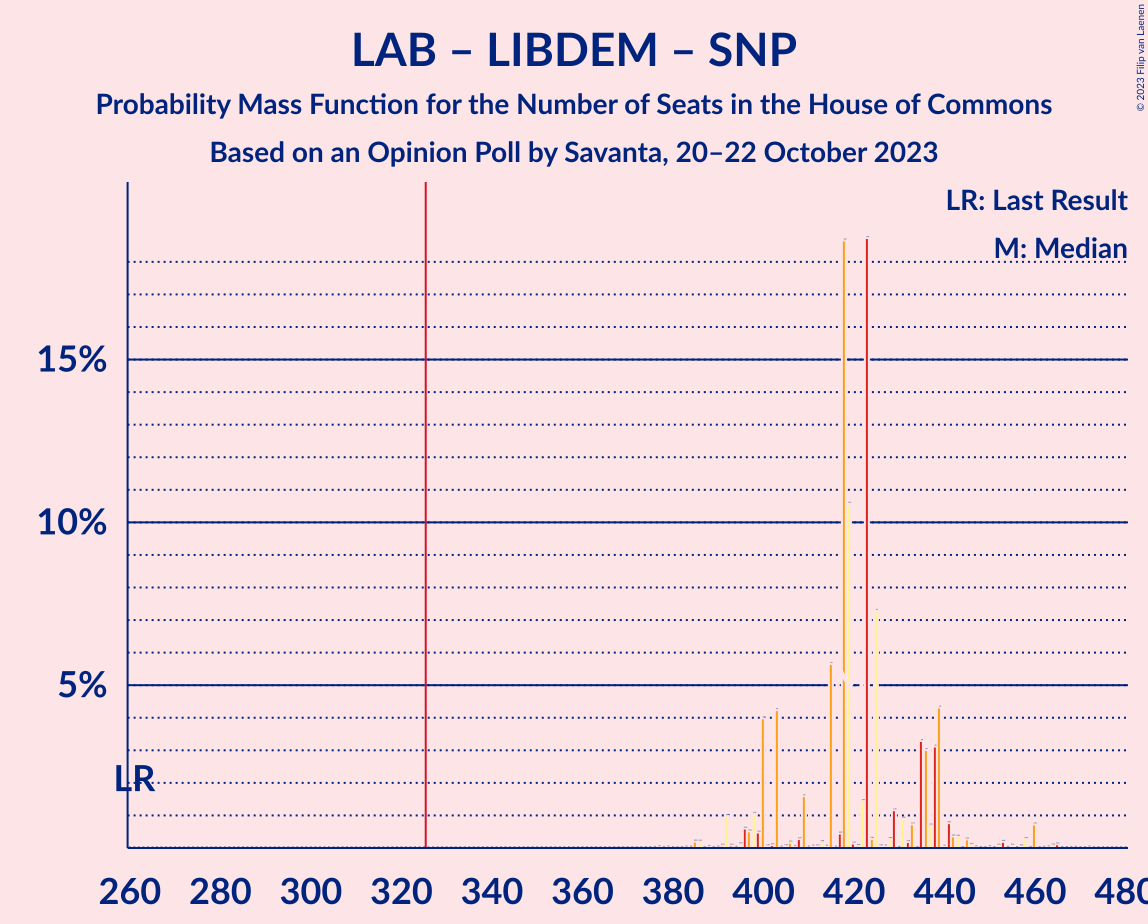 LAB – LIBDEM – SNP
Probability Mass Function for the Number of Seats in the House of Commons
Based on an Opinion Poll by Savanta, 20–22 October 2023
© 2023 Filip van Laenen
LR: Last Result
M: Median
15%
10%
5%
LR
260 280 300 320 340 360 380 400 420 440 460 480